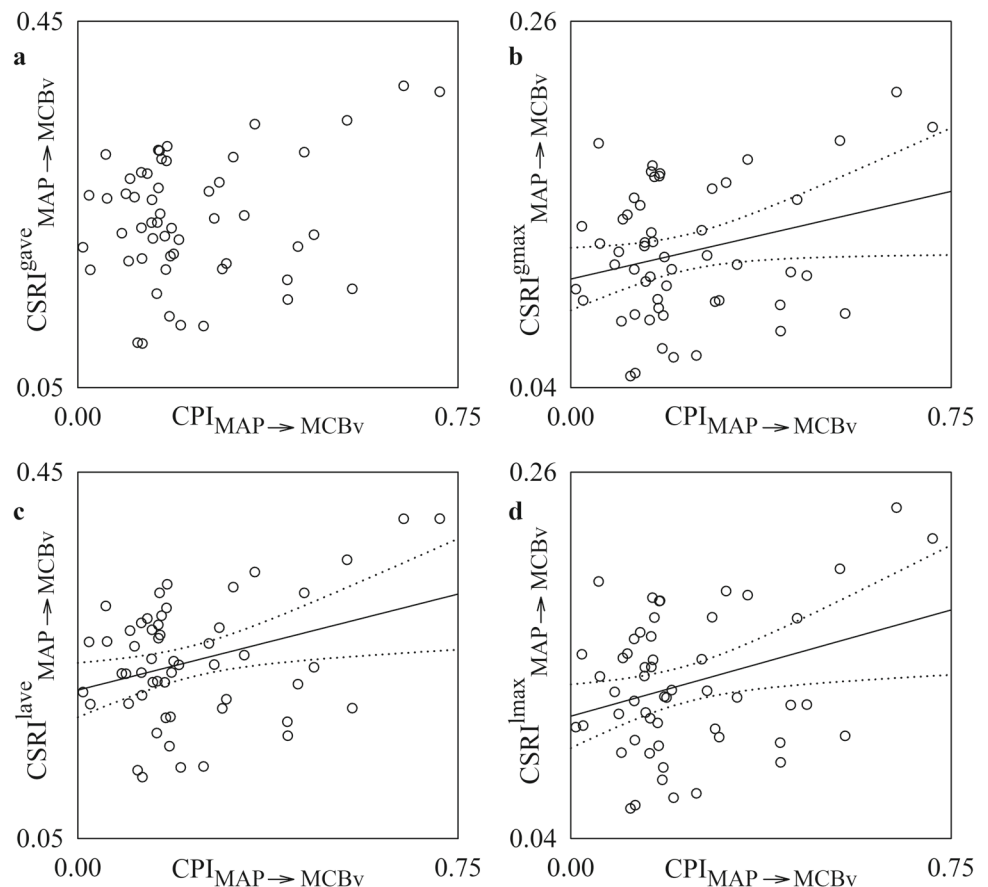 a
0.45
CSRI^gave MAP → MCBv
0.05
0.00 CPI MAP → MCBv 0.75
b
0.26
CSRI^gmax MAP → MCBv
0.04
0.00 CPI MAP → MCBv 0.75
c
0.45
CSRI^lave MAP → MCBv
0.05
0.00 CPI MAP → MCBv 0.75
d
0.26
CSRI^lmax MAP → MCBv
0.04
0.00 CPI MAP → MCBv 0.75